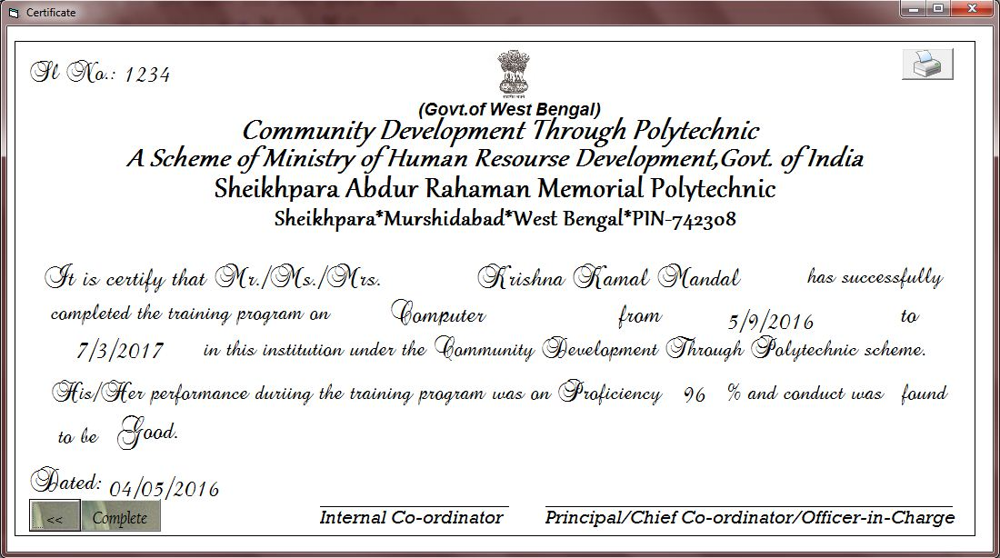 Certificate
Sl No.: 1234
(Govt.of West Bengal)
Community Development Through Polytechnic
A Scheme of Ministry of Human Resourse Development,Govt. of India
Sheikhpara Abdur Rahaman Memorial Polytechnic
Sheikhpara*Murshidabad*West Bengal*PIN-742308
It is certify that Mr./Ms./Mrs. Krishna Kamal Mandal has successfully
completed the training program on Computer from 5/9/2016 to
7/3/2017 in this institution under the Community Development Through Polytechnic scheme.
His/Her performance duriing the training program was on Proficiency 96 % and conduct was found
to be Good.
Dated: 04/05/2016
<< Complete
Internal Co-ordinator Principal/Chief Co-ordinator/Officer-in-Charge